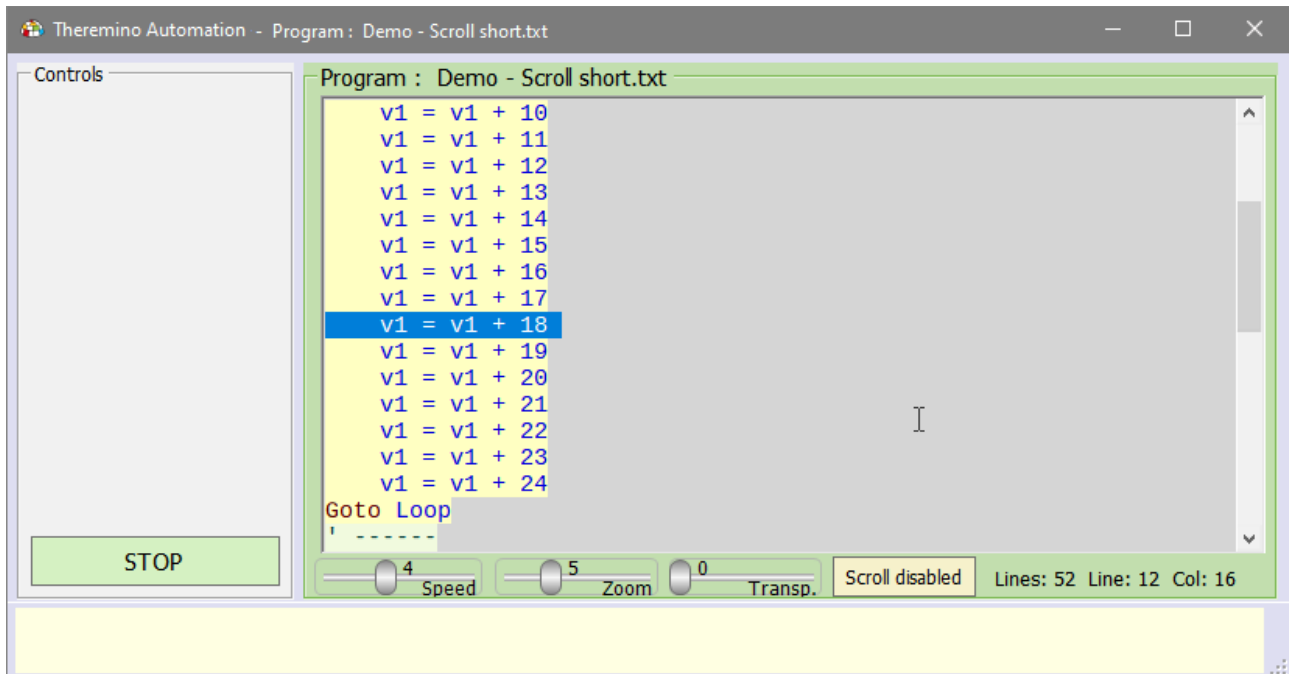 Theremino Automation - Program : Demo - Scroll short.txt
Controls
Program : Demo - Scroll short.txt
v1 = v1 + 10
v1 = v1 + 11
v1 = v1 + 12
v1 = v1 + 13
v1 = v1 + 14
v1 = v1 + 15
v1 = v1 + 16
v1 = v1 + 17
v1 = v1 + 18
v1 = v1 + 19
v1 = v1 + 20
v1 = v1 + 21
v1 = v1 + 22
v1 = v1 + 23
v1 = v1 + 24
Goto Loop
' ------
STOP
4 Speed
5 Zoom
0 Transp.
Scroll disabled
Lines: 52 Line: 12 Col: 16